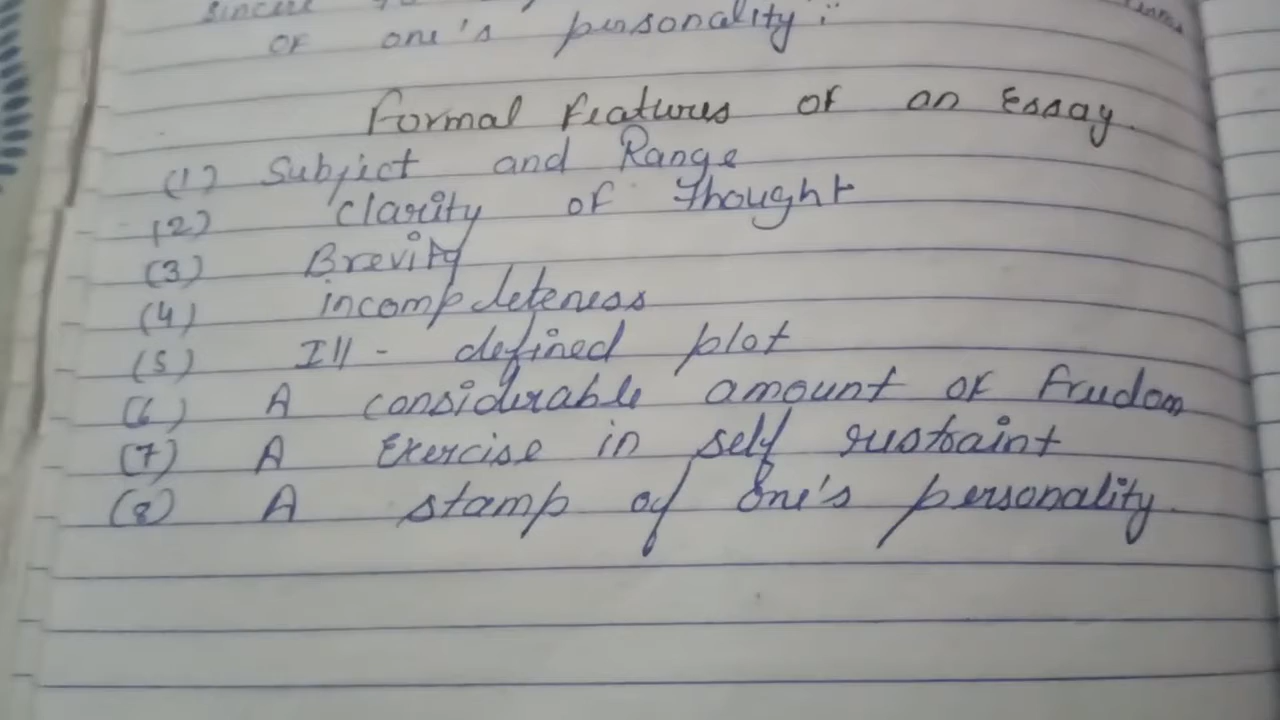 sincere
of one's personality :
Formal features of an Essay.
(1) Subject and Range
(2) Clarity of thought
(3) Brevity
(4) incompleteness
(5) Ill - defined plot
(6) A considerable amount of freedom
(7) A Exercise in self restraint
(8) A stamp of one's personality.